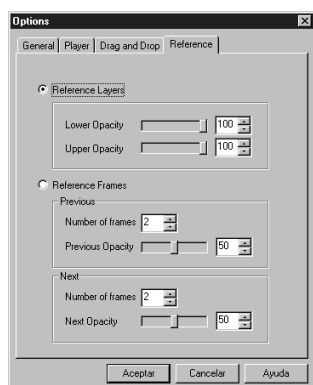 Options
General Player Drag and Drop Reference
Reference Layers
Lower Opacity 100
Upper Opacity 100
Reference Frames
Previous
Number of frames 2
Previous Opacity 50
Next
Number of frames 2
Next Opacity 50
Aceptar Cancelar Ayuda